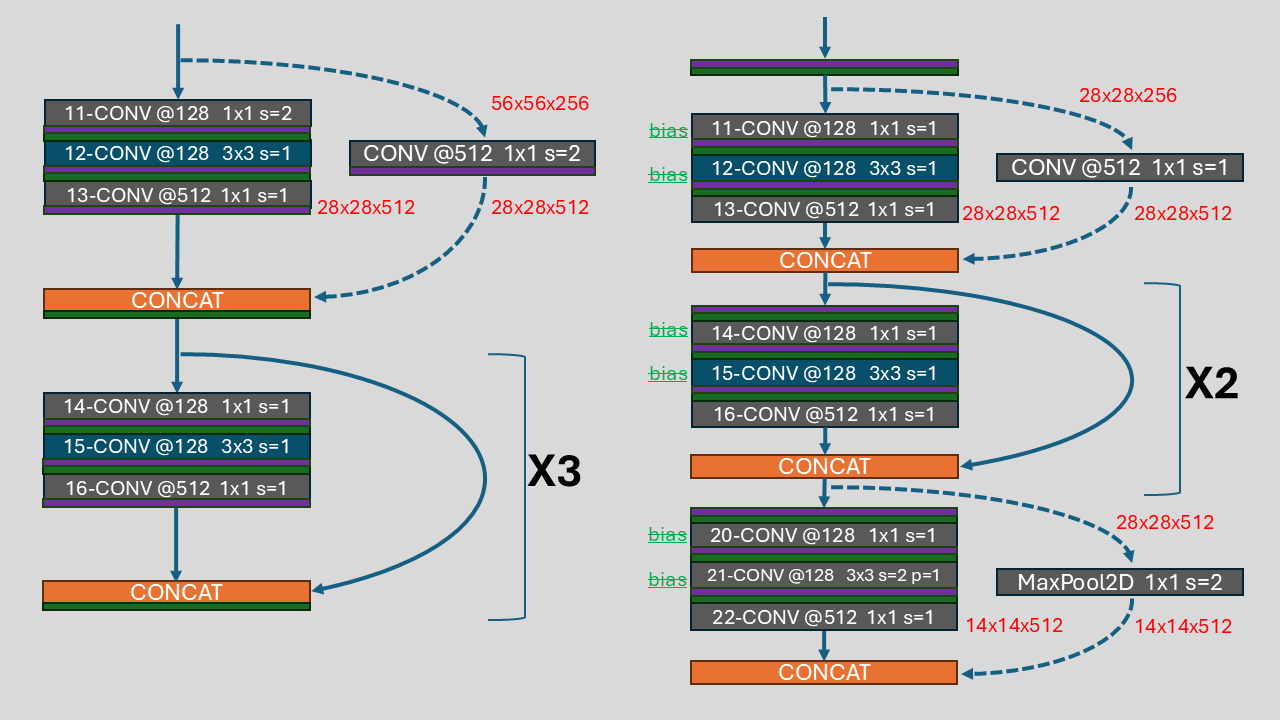 56x56x256
11-CONV @128 1x1 s=2
12-CONV @128 3x3 s=1
13-CONV @512 1x1 s=1
CONV @512 1x1 s=2
28x28x512
28x28x512
CONCAT
14-CONV @128 1x1 s=1
15-CONV @128 3x3 s=1
16-CONV @512 1x1 s=1
X3
CONCAT
28x28x256
bias
11-CONV @128 1x1 s=1
bias
12-CONV @128 3x3 s=1
13-CONV @512 1x1 s=1
CONV @512 1x1 s=1
28x28x512
28x28x512
CONCAT
bias
14-CONV @128 1x1 s=1
bias
15-CONV @128 3x3 s=1
16-CONV @512 1x1 s=1
X2
CONCAT
28x28x512
bias
20-CONV @128 1x1 s=1
bias
21-CONV @128 3x3 s=2 p=1
22-CONV @512 1x1 s=1
MaxPool2D 1x1 s=2
14x14x512
14x14x512
CONCAT